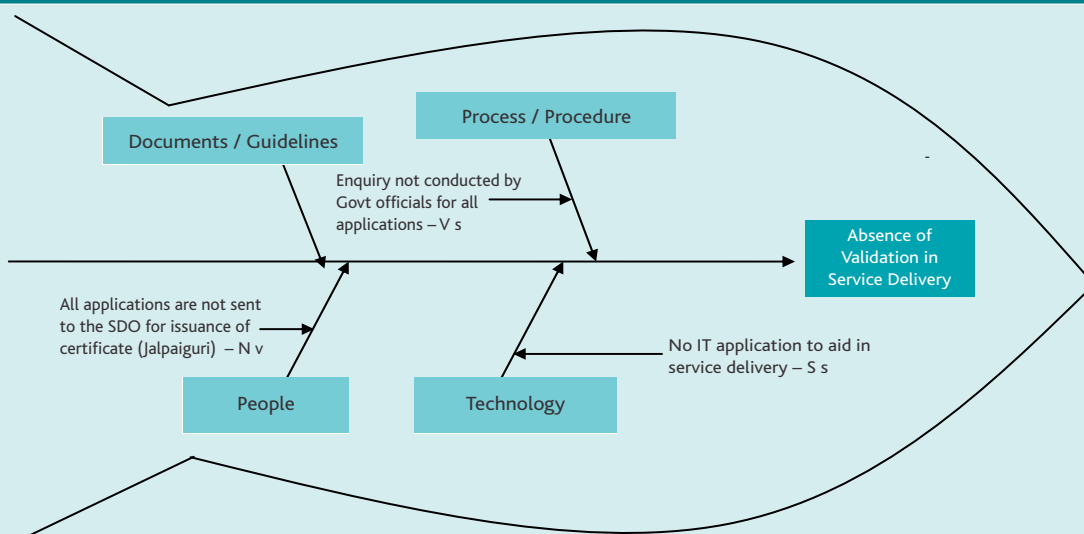 Process / Procedure
Documents / Guidelines
Enquiry not conducted by
Govt officials for all
applications – V s
Absence of
Validation in
Service Delivery
All applications are not sent
to the SDO for issuance of
certificate (Jalpaiguri) – N v
No IT application to aid in
service delivery – S s
People
Technology